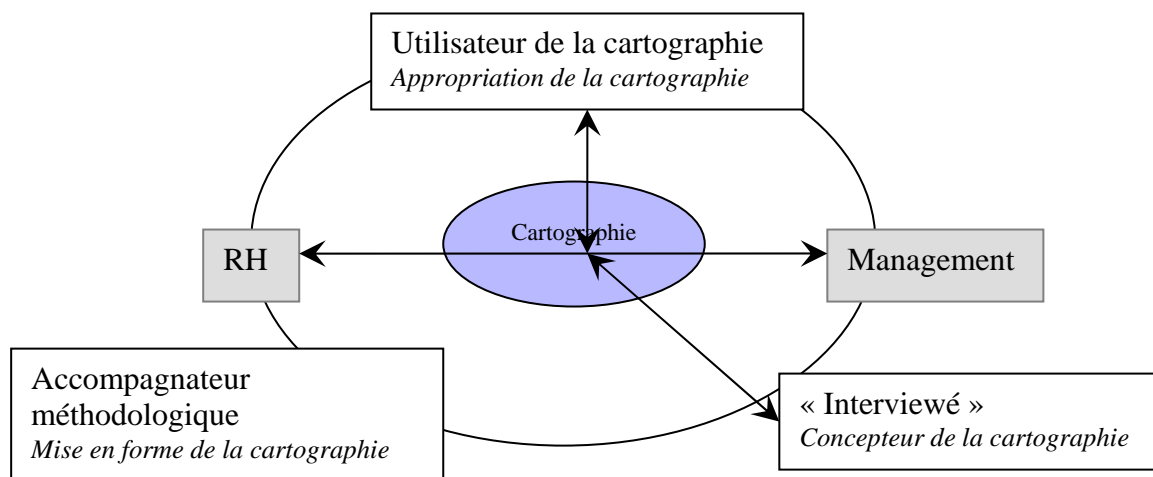 Utilisateur de la cartographie
Appropriation de la cartographie
Cartographie
RH
Management
Accompagnateur
méthodologique
Mise en forme de la cartographie
« Interviewé »
Concepteur de la cartographie